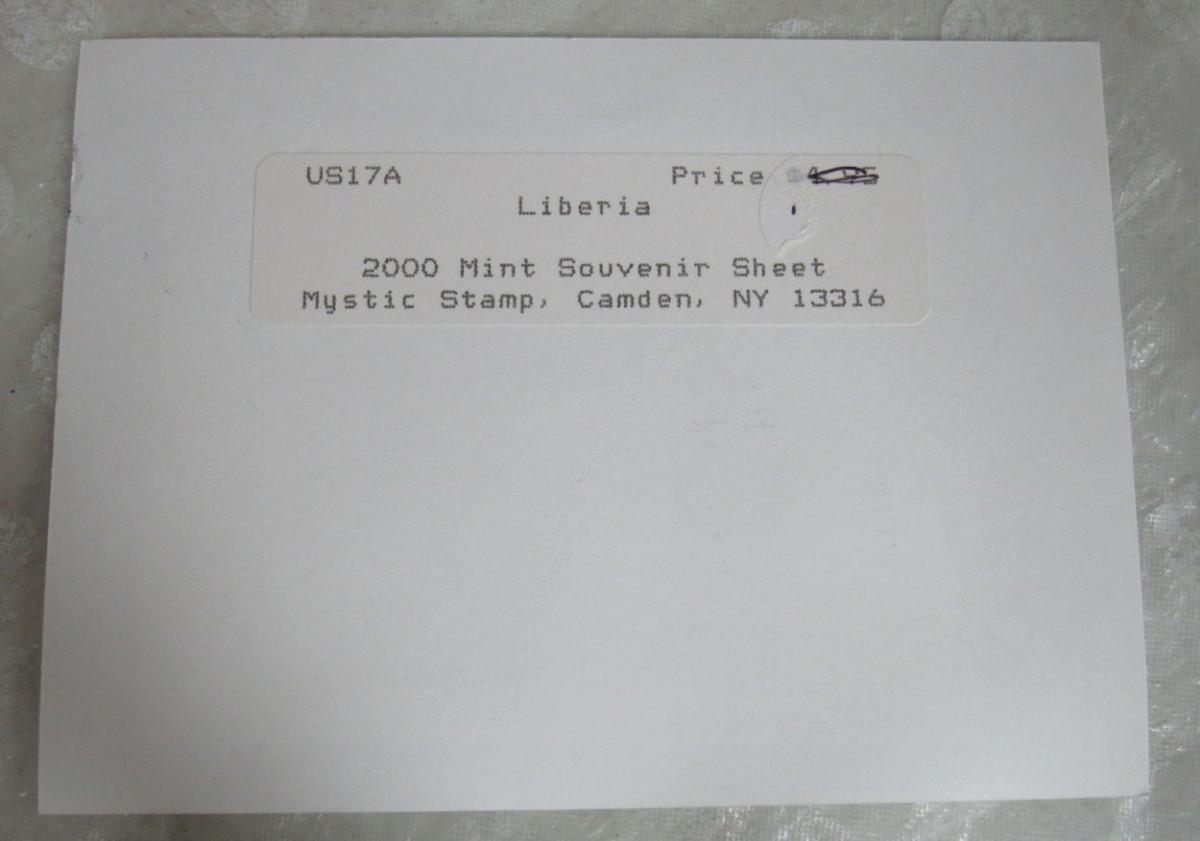 US17A Price
Liberia
2000 Mint Souvenir Sheet
Mystic Stamp, Camden, NY 13316